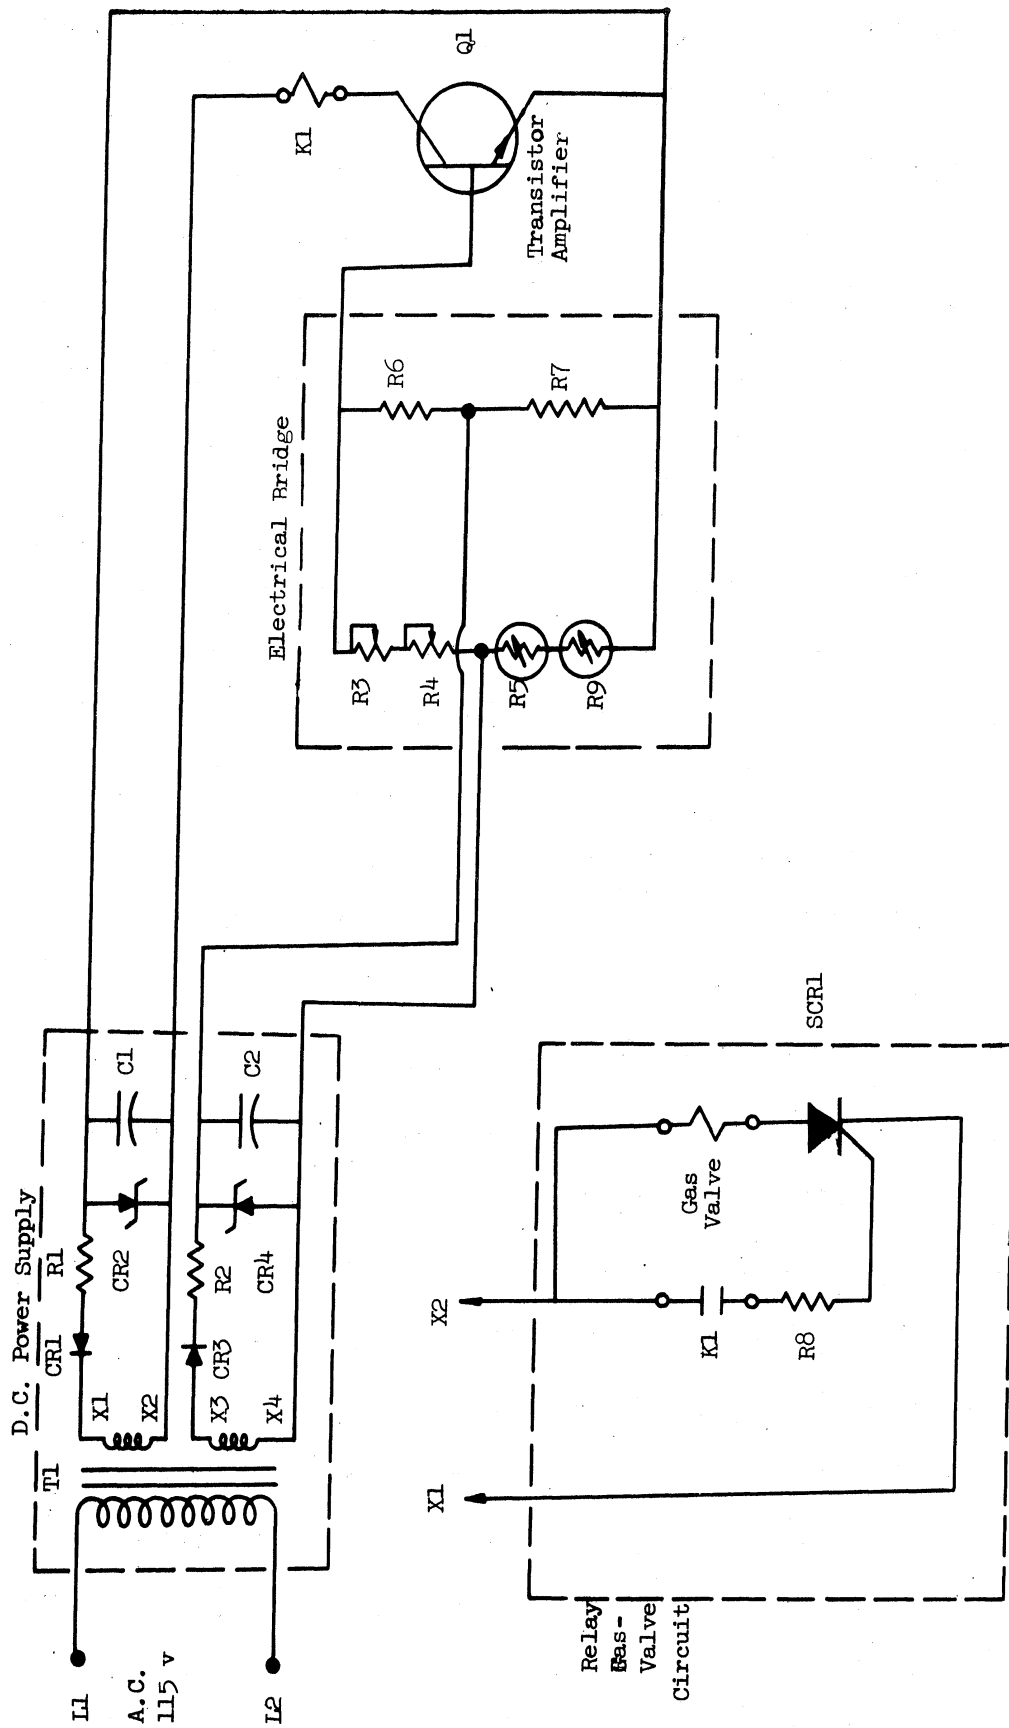 D.C. Power Supply
T1
CR1
R1
X1
X2
CR2
C1
CR3
R2
X3
X4
CR4
C2
L1
A.C.
115 v
L2
Electrical Bridge
R3
R4
R5
R9
R6
R7
K1
Q1
Transistor
Amplifier
X1
X2
K1
R8
Gas
Valve
SCR1
Relay
Gas-
Valve
Circuit